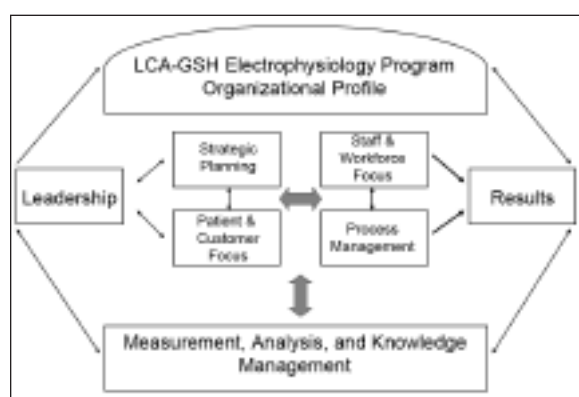 LCA-GSH Electrophysiology Program
Organizational Profile
Strategic
Planning
Staff &
Workforce
Focus
Leadership
Results
Patient &
Customer
Focus
Process
Management
Measurement, Analysis, and Knowledge
Management